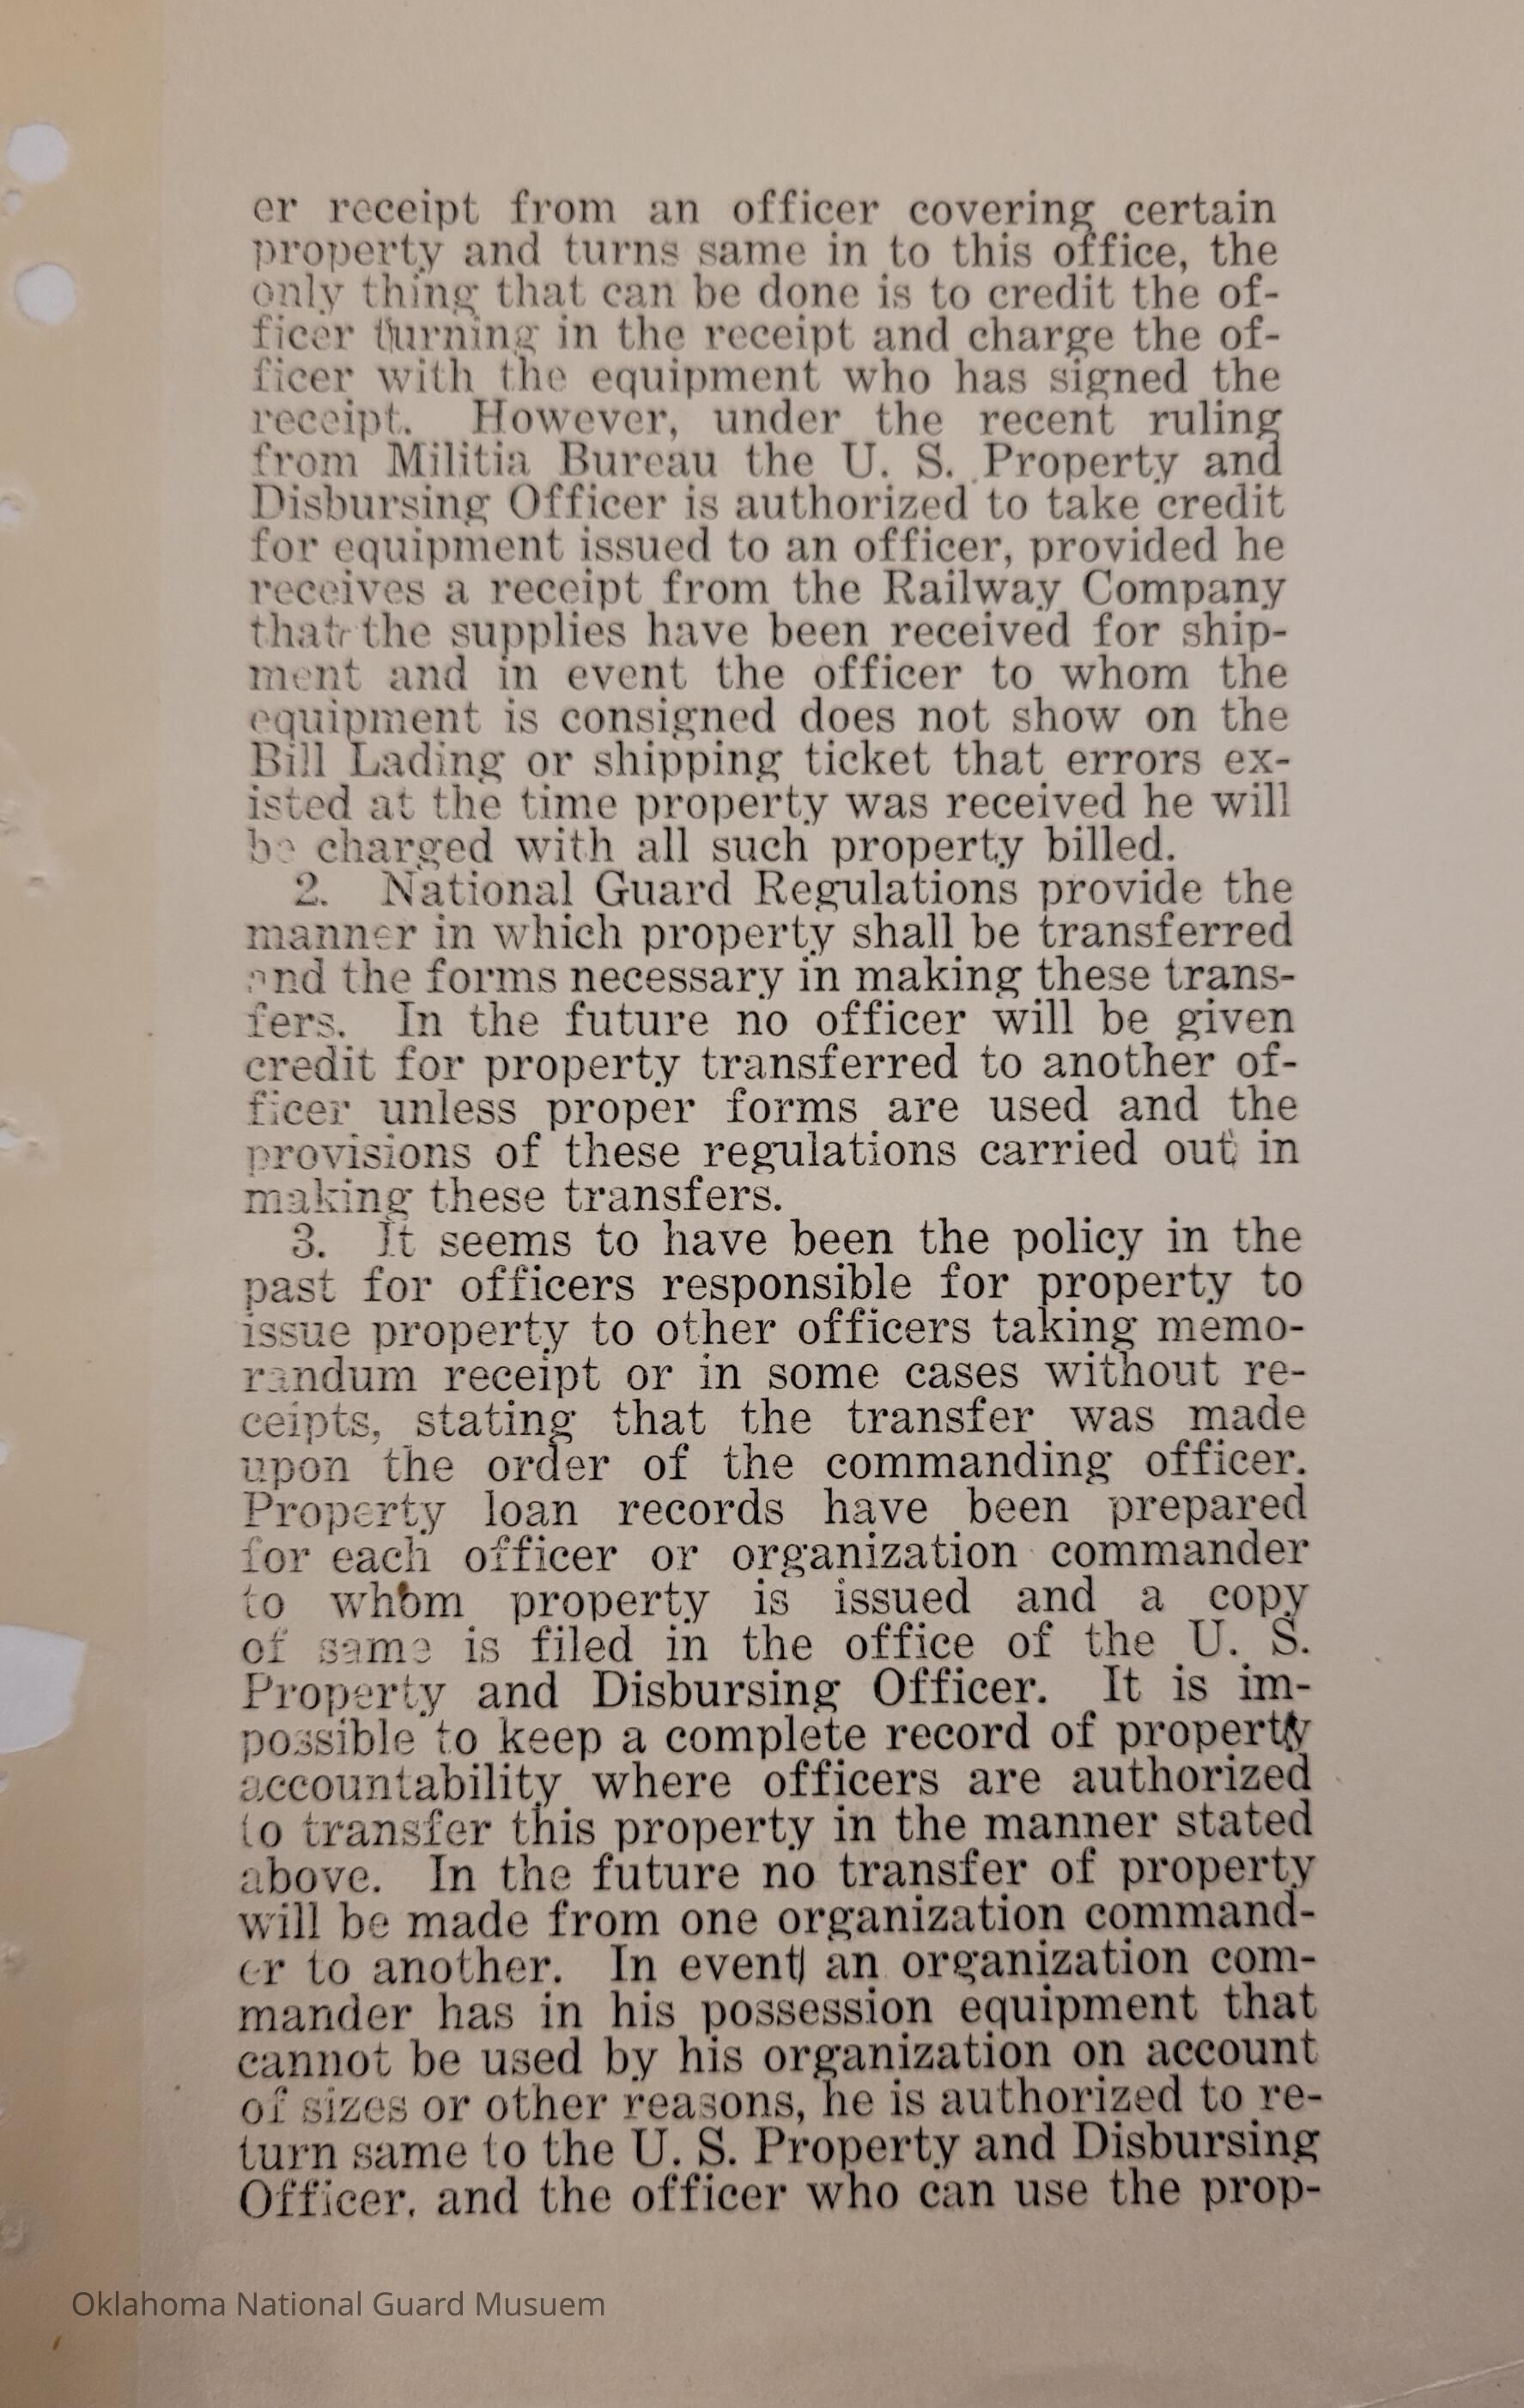 er receipt from an officer covering certain
property and turns same in to this office, the
only thing that can be done is to credit the of-
ficer turning in the receipt and charge the of-
ficer with the equipment who has signed the
receipt. However, under the recent ruling
from Militia Bureau the U. S. Property and
Disbursing Officer is authorized to take credit
for equipment issued to an officer, provided he
receives a receipt from the Railway Company
that the supplies have been received for ship-
ment and in event the officer to whom the
equipment is consigned does not show on the
Bill Lading or shipping ticket that errors ex-
isted at the time property was received he will
be charged with all such property billed.
2. National Guard Regulations provide the
manner in which property shall be transferred
and the forms necessary in making these trans-
fers. In the future no officer will be given
credit for property transferred to another of-
ficer unless proper forms are used and the
provisions of these regulations carried out in
making these transfers.
3. It seems to have been the policy in the
past for officers responsible for property to
issue property to other officers taking memo-
randum receipt or in some cases without re-
ceipts, stating that the transfer was made
upon the order of the commanding officer.
Property loan records have been prepared
for each officer or organization commander
to whom property is issued and a copy
of same is filed in the office of the U. S.
Property and Disbursing Officer. It is im-
possible to keep a complete record of property
accountability where officers are authorized
to transfer this property in the manner stated
above. In the future no transfer of property
will be made from one organization command-
er to another. In event an organization com-
mander has in his possession equipment that
cannot be used by his organization on account
of sizes or other reasons, he is authorized to re-
turn same to the U. S. Property and Disbursing
Officer, and the officer who can use the prop-
Oklahoma National Guard Musuem